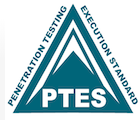 PENETRATION TESTING
EXECUTION STANDARD
PTES